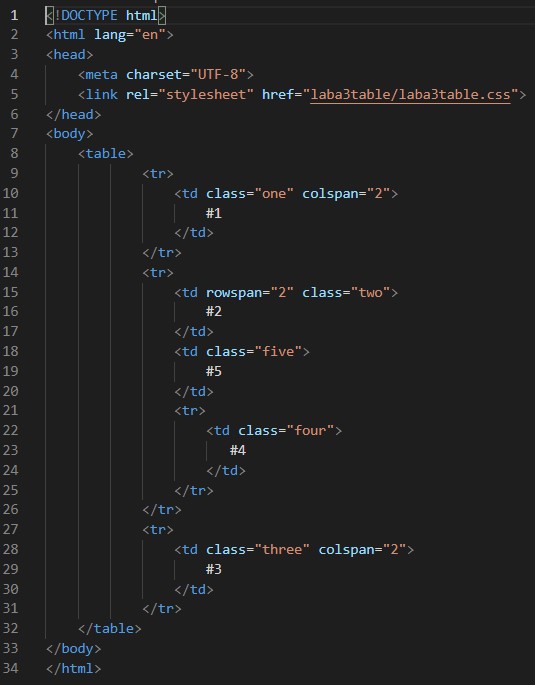 1 <!DOCTYPE html>
2 <html lang="en">
3 <head>
4     <meta charset="UTF-8">
5     <link rel="stylesheet" href="laba3table/laba3table.css">
6 </head>
7 <body>
8     <table>
9             <tr>
10                 <td class="one" colspan="2">
11                     #1
12                 </td>
13             </tr>
14             <tr>
15                 <td rowspan="2" class="two">
16                     #2
17                 </td>
18                 <td class="five">
19                     #5
20                 </td>
21                 <tr>
22                     <td class="four">
23                        #4
24                     </td>
25                 </tr>
26             </tr>
27             <tr>
28                 <td class="three" colspan="2">
29                     #3
30                 </td>
31             </tr>
32     </table>
33 </body>
34 </html>